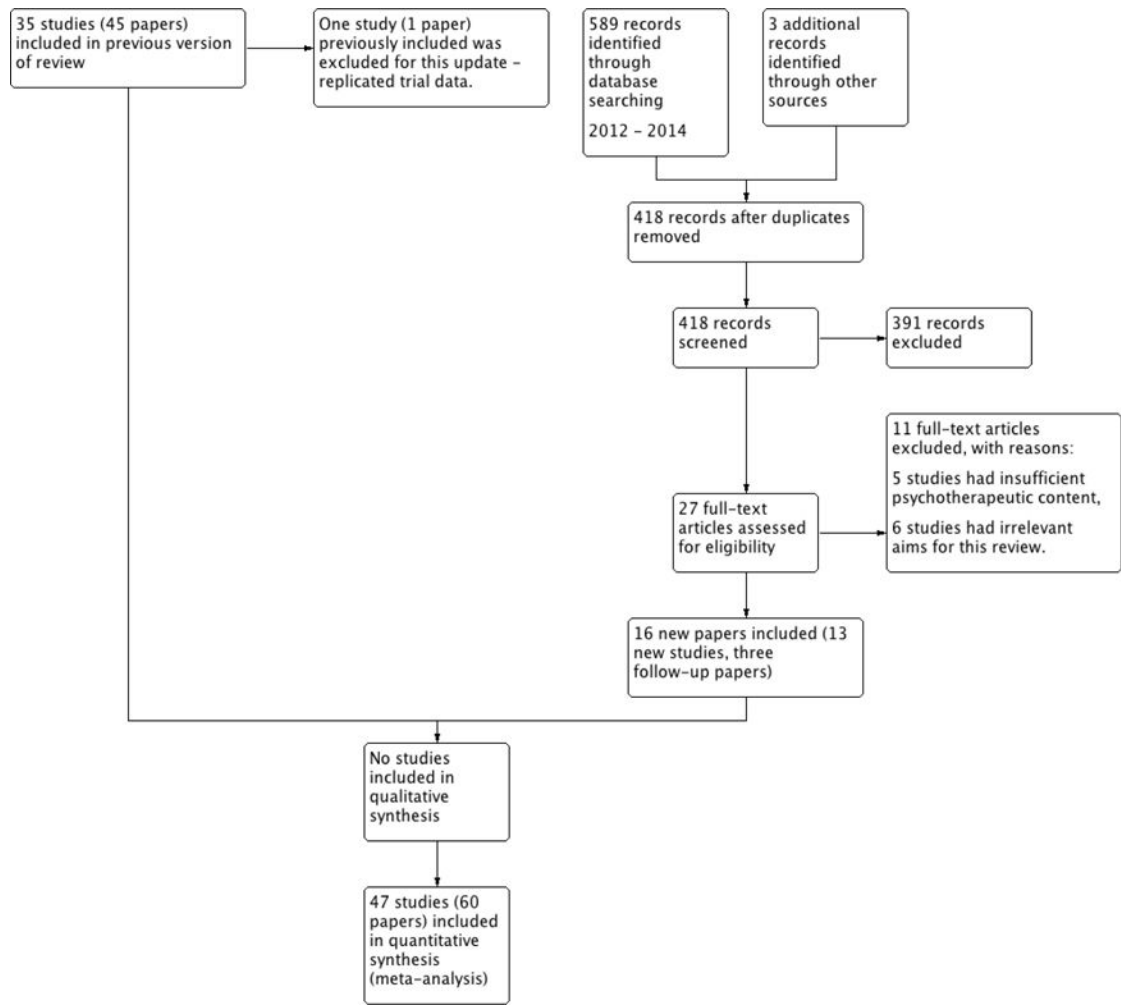 35 studies (45 papers)
included in previous version
of review
One study (1 paper)
previously included was
excluded for this update –
replicated trial data.
589 records
identified
through
database
searching
2012 – 2014
3 additional
records
identified
through other
sources
418 records after duplicates
removed
418 records
screened
391 records
excluded
11 full-text articles
excluded, with reasons:
5 studies had insufficient
psychotherapeutic content,
6 studies had irrelevant
aims for this review.
27 full-text
articles assessed
for eligibility
16 new papers included (13
new studies, three
follow-up papers)
No studies
included in
qualitative
synthesis
47 studies (60
papers) included
in quantitative
synthesis
(meta-analysis)